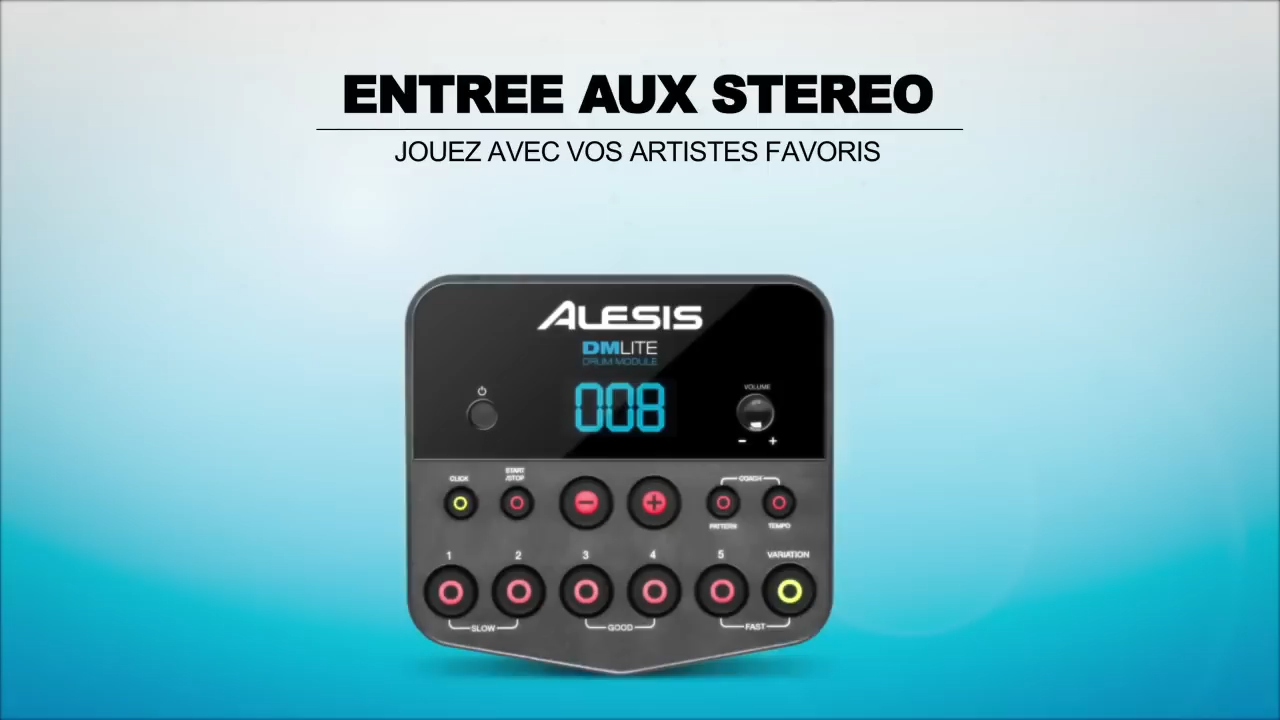 ENTREE AUX STEREO
JOUEZ AVEC VOS ARTISTES FAVORIS
ALESIS
DMLITE
DRUM MODULE
008
VOLUME
- +
CLICK
START
/STOP
- +
COACH
PATTERN TEMPO
1 2 3 4 5 VARIATION
SLOW GOOD FAST